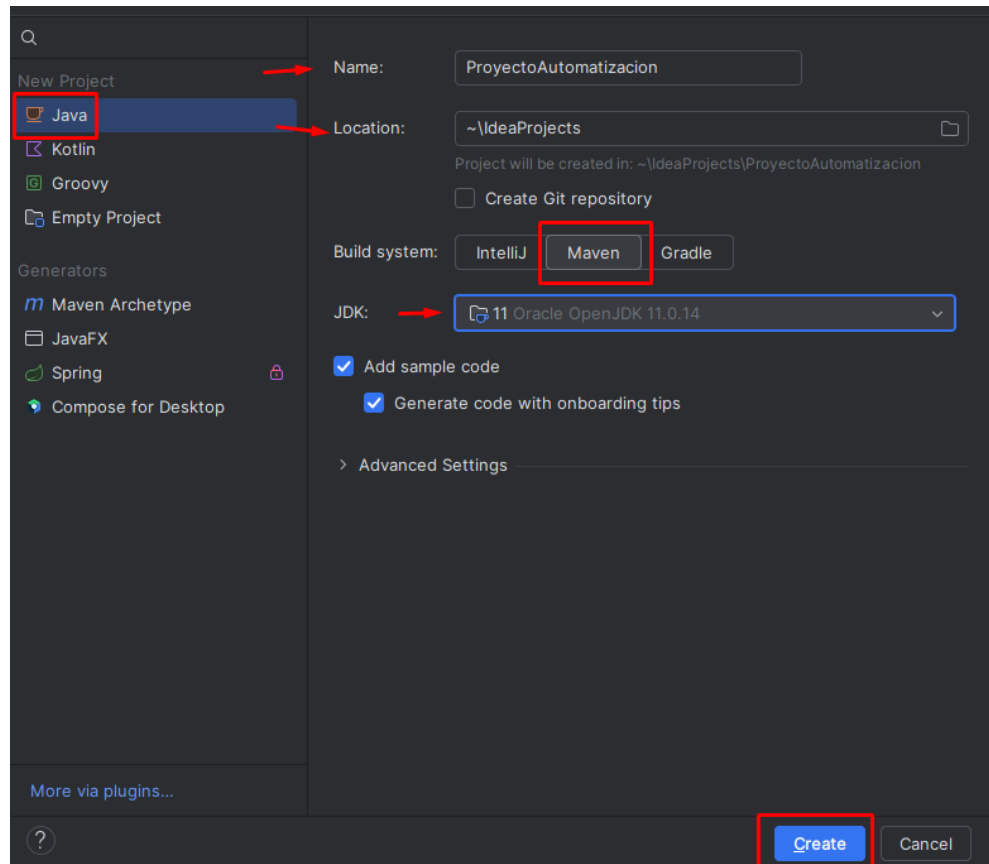 New Project
Java
Kotlin
Groovy
Empty Project
Generators
Maven Archetype
JavaFX
Spring
Compose for Desktop
More via plugins...
Name: ProyectoAutomatizacion
Location: ~\IdeaProjects
Project will be created in: ~\IdeaProjects\ProyectoAutomatizacion
Create Git repository
Build system: IntelliJ Maven Gradle
JDK: 11 Oracle OpenJDK 11.0.14
Add sample code
Generate code with onboarding tips
Advanced Settings
? Create Cancel